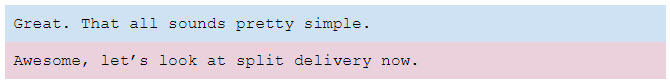 Great. That all sounds pretty simple.
Awesome, let’s look at split delivery now.